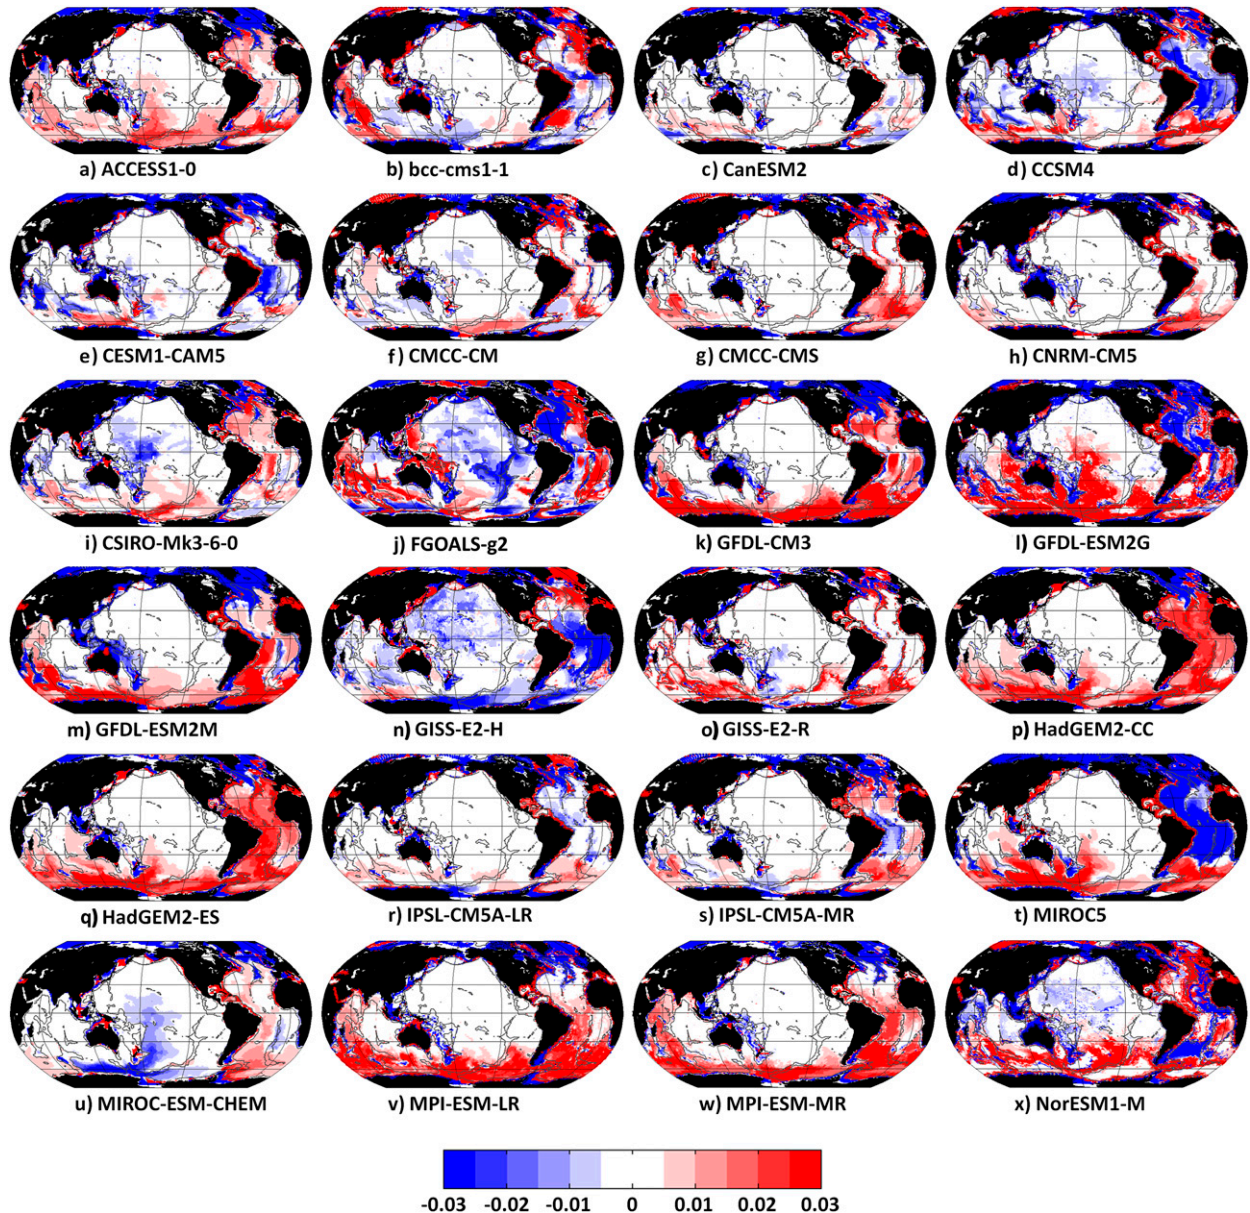 a) ACCESS1-0
b) bcc-cms1-1
c) CanESM2
d) CCSM4
e) CESM1-CAM5
f) CMCC-CM
g) CMCC-CMS
h) CNRM-CM5
i) CSIRO-Mk3-6-0
j) FGOALS-g2
k) GFDL-CM3
l) GFDL-ESM2G
m) GFDL-ESM2M
n) GISS-E2-H
o) GISS-E2-R
p) HadGEM2-CC
q) HadGEM2-ES
r) IPSL-CM5A-LR
s) IPSL-CM5A-MR
t) MIROC5
u) MIROC-ESM-CHEM
v) MPI-ESM-LR
w) MPI-ESM-MR
x) NorESM1-M
-0.03 -0.02 -0.01 0 0.01 0.02 0.03